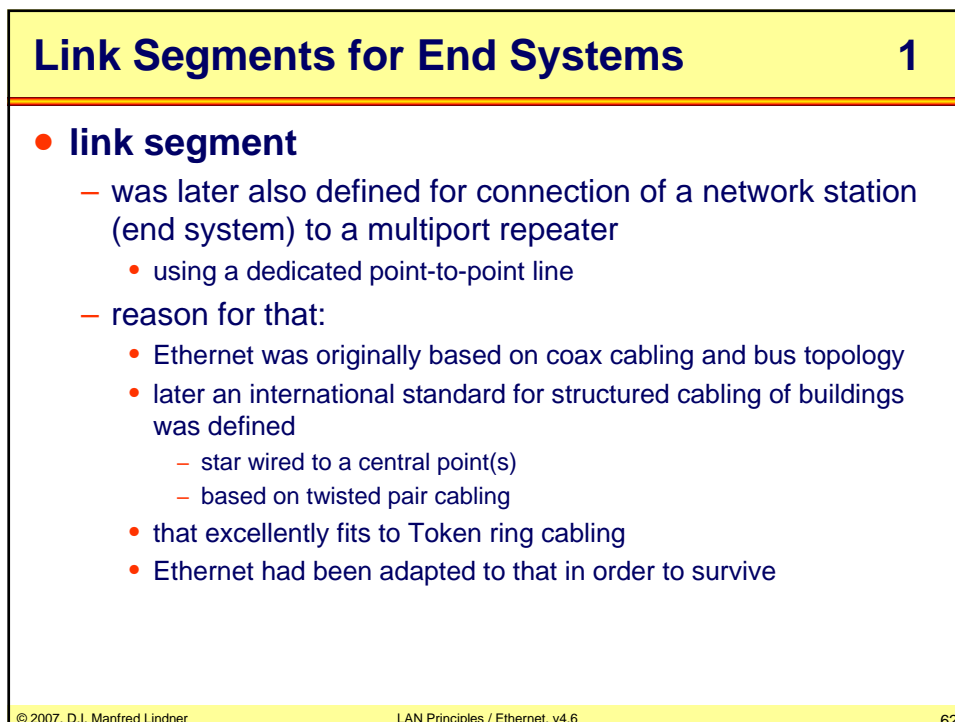 Link Segments for End Systems 1
• link segment
– was later also defined for connection of a network station
(end system) to a multiport repeater
• using a dedicated point-to-point line
– reason for that:
• Ethernet was originally based on coax cabling and bus topology
• later an international standard for structured cabling of buildings
was defined
– star wired to a central point(s)
– based on twisted pair cabling
• that excellently fits to Token ring cabling
• Ethernet had been adapted to that in order to survive
© 2007, D.I. Manfred Lindner LAN Principles / Ethernet, v4.6 62